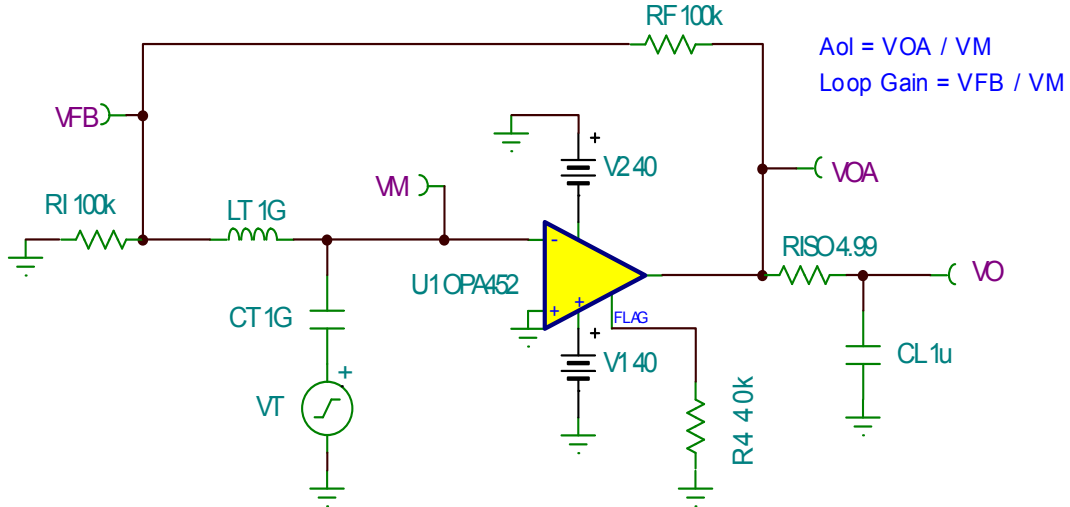 RF 100k
Aol = VOA / VM
Loop Gain = VFB / VM
VFB
+
V2 40
VM
VOA
RI 100k
LT 1G
-
RISO 4.99
VO
U1 OPA452
+
+
FLAG
CT 1G
+
V1 40
CL 1u
+
VT
R4 40k